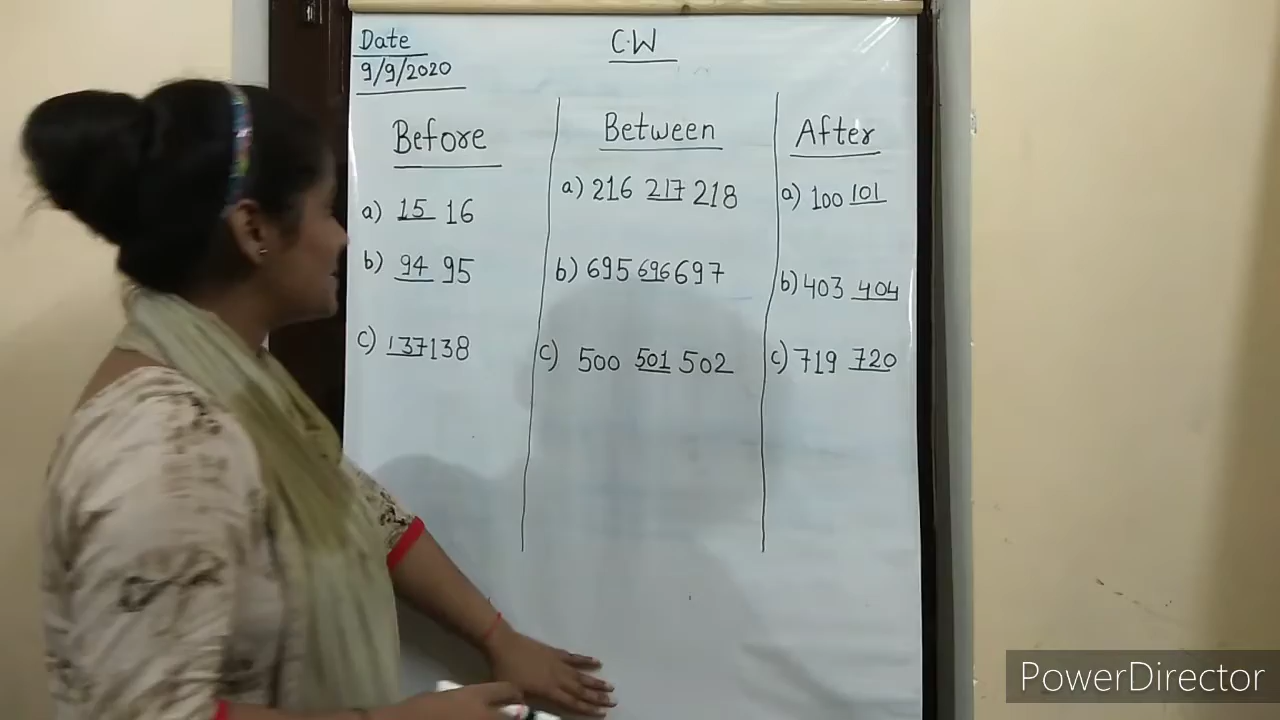 Date
9/9/2020
C.W
Before
a) 15 16
b) 94 95
c) 137 138
Between
a) 216 217 218
b) 695 696 697
c) 500 501 502
After
a) 100 101
b) 403 404
c) 719 720
PowerDirector